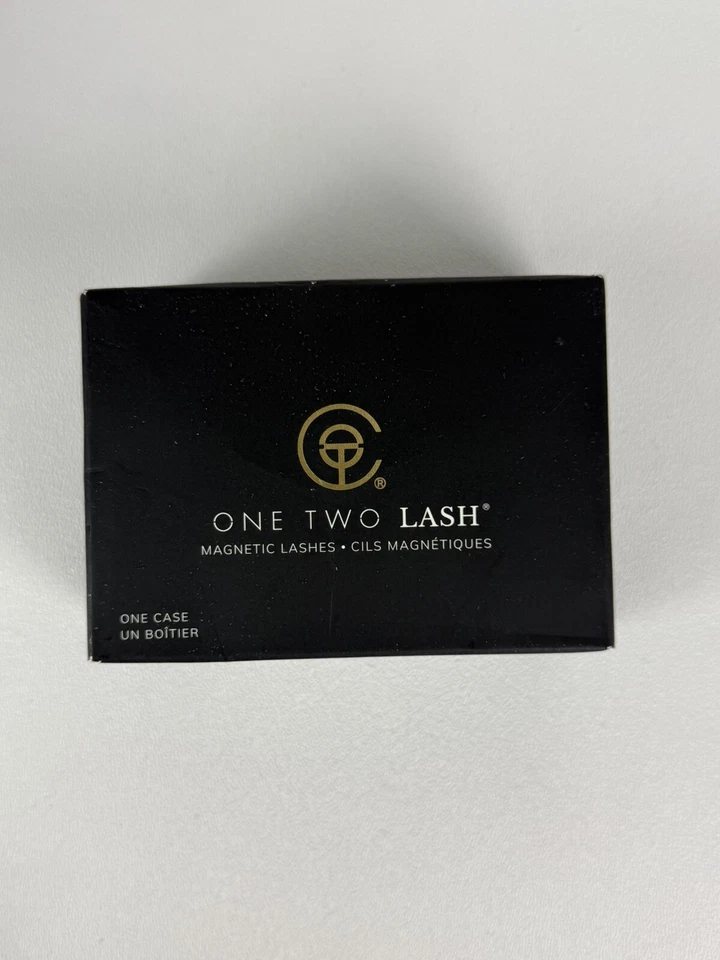 ®
ONE TWO LASH®
MAGNETIC LASHES • CILS MAGNÉTIQUES
ONE CASE
UN BOÎTIER